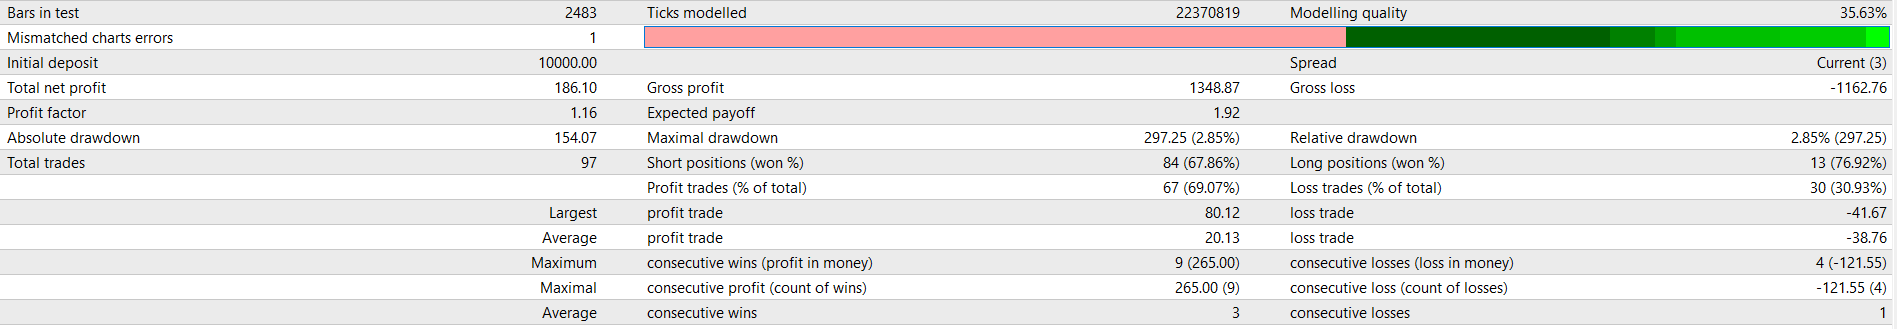 Bars in test 2483 Ticks modelled 22370819 Modelling quality 35.63%
Mismatched charts errors 1
Initial deposit 10000.00 Spread Current (3)
Total net profit 186.10 Gross profit 1348.87 Gross loss -1162.76
Profit factor 1.16 Expected payoff 1.92
Absolute drawdown 154.07 Maximal drawdown 297.25 (2.85%) Relative drawdown 2.85% (297.25)
Total trades 97 Short positions (won %) 84 (67.86%) Long positions (won %) 13 (76.92%)
Profit trades (% of total) 67 (69.07%) Loss trades (% of total) 30 (30.93%)
Largest profit trade 80.12 loss trade -41.67
Average profit trade 20.13 loss trade -38.76
Maximum consecutive wins (profit in money) 9 (265.00) consecutive losses (loss in money) 4 (-121.55)
Maximal consecutive profit (count of wins) 265.00 (9) consecutive loss (count of losses) -121.55 (4)
Average consecutive wins 3 consecutive losses 1